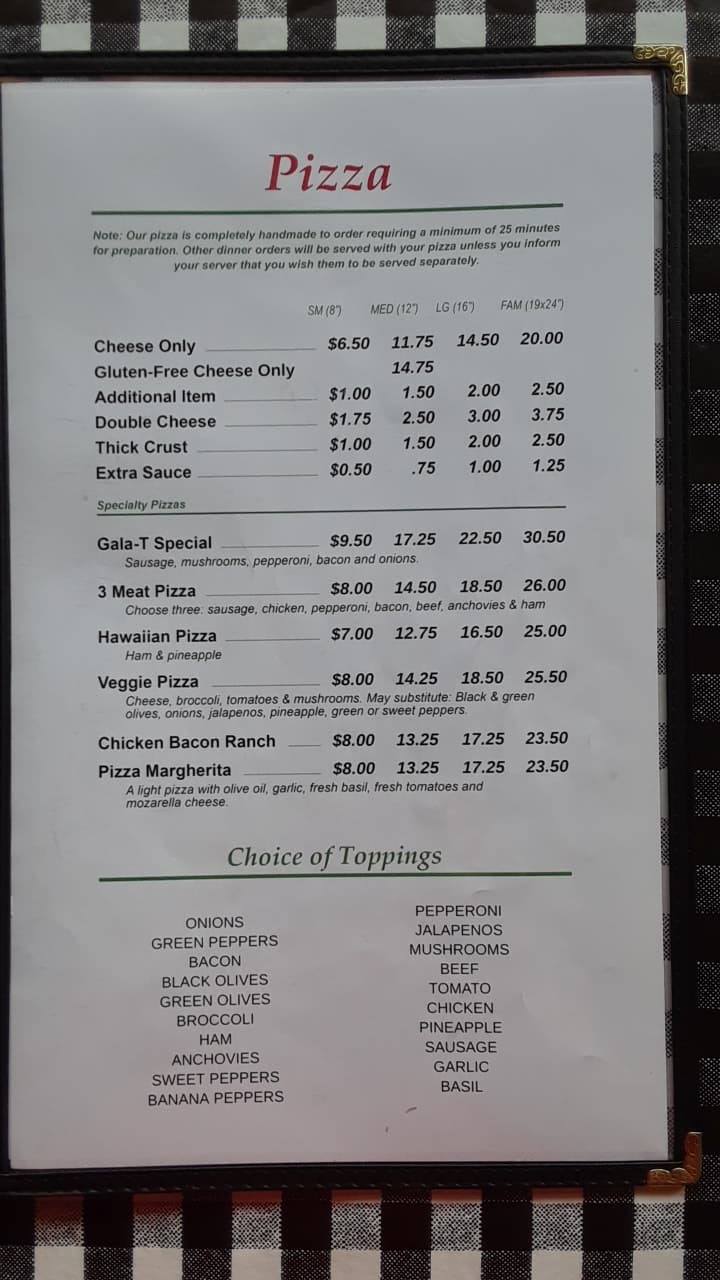 Pizza
Note: Our pizza is completely handmade to order requiring a minimum of 25 minutes
for preparation. Other dinner orders will be served with your pizza unless you inform
your server that you wish them to be served separately.
SM (8") MED (12") LG (16") FAM (19x24")
Cheese Only $6.50 11.75 14.50 20.00
Gluten-Free Cheese Only 14.75
Additional Item $1.00 1.50 2.00 2.50
Double Cheese $1.75 2.50 3.00 3.75
Thick Crust $1.00 1.50 2.00 2.50
Extra Sauce $0.50 .75 1.00 1.25
Specialty Pizzas
Gala-T Special $9.50 17.25 22.50 30.50
Sausage, mushrooms, pepperoni, bacon and onions.
3 Meat Pizza $8.00 14.50 18.50 26.00
Choose three: sausage, chicken, pepperoni, bacon, beef, anchovies & ham
Hawaiian Pizza $7.00 12.75 16.50 25.00
Ham & pineapple
Veggie Pizza $8.00 14.25 18.50 25.50
Cheese, broccoli, tomatoes & mushrooms. May substitute: Black & green
olives, onions, jalapenos, pineapple, green or sweet peppers.
Chicken Bacon Ranch $8.00 13.25 17.25 23.50
Pizza Margherita $8.00 13.25 17.25 23.50
A light pizza with olive oil, garlic, fresh basil, fresh tomatoes and
mozarella cheese.
Choice of Toppings
ONIONS
GREEN PEPPERS
BACON
BLACK OLIVES
GREEN OLIVES
BROCCOLI
HAM
ANCHOVIES
SWEET PEPPERS
BANANA PEPPERS
PEPPERONI
JALAPENOS
MUSHROOMS
BEEF
TOMATO
CHICKEN
PINEAPPLE
SAUSAGE
GARLIC
BASIL